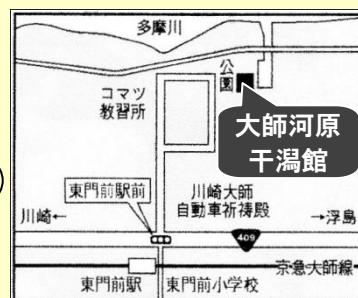 多摩川
公園
コマツ
教習所
大師河原
干潟館
東門前駅前
川崎大師
自動車祈祷殿
川崎←
→浮島
409
京急大師線
東門前駅
東門前小学校